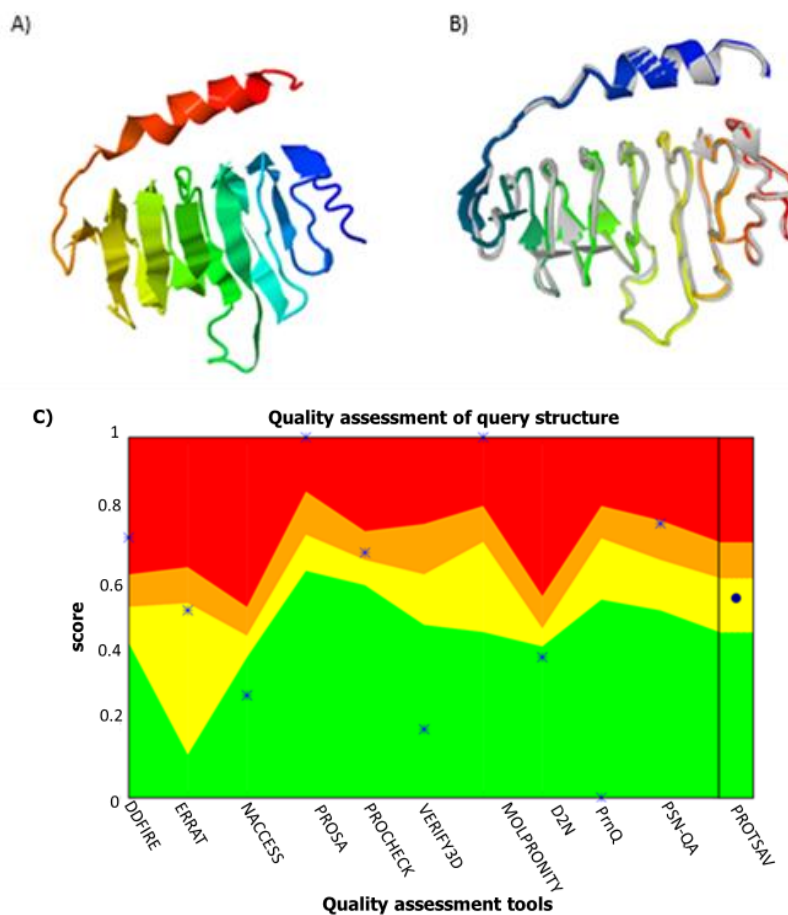 A)
B)
C)
Quality assessment of query structure
1
0.8
0.6
0.4
0.2
0
score
DDFIRE
ERRAT
NACCESS
PROSA
PROCHECK
VERIFY3D
MOLPRONITY
D2N
PrnQ
PSN-QA
PROTSAV
Quality assessment tools